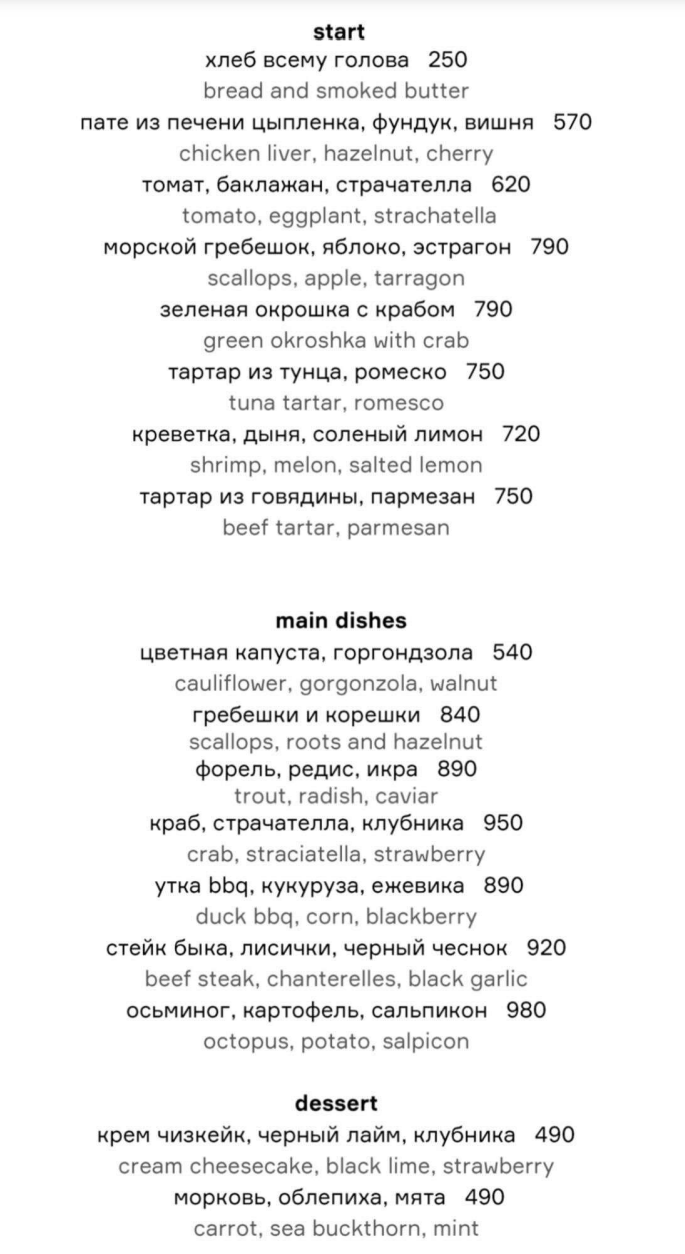 start
хлеб всему голова 250
bread and smoked butter
пате из печени цыпленка, фундук, вишня 570
chicken liver, hazelnut, cherry
томат, баклажан, страчателла 620
tomato, eggplant, strachatella
морской гребешок, яблоко, эстрагон 790
scallops, apple, tarragon
зеленая окрошка с крабом 790
green okroshka with crab
тартар из тунца, ромеско 750
tuna tartar, romesco
креветка, дыня, соленый лимон 720
shrimp, melon, salted lemon
тартар из говядины, пармезан 750
beef tartar, parmesan
main dishes
цветная капуста, горгондзола 540
cauliflower, gorgonzola, walnut
гребешки и корешки 840
scallops, roots and hazelnut
форель, редис, икра 890
trout, radish, caviar
краб, страчателла, клубника 950
crab, straciatella, strawberry
утка bbq, кукуруза, ежевика 890
duck bbq, corn, blackberry
стейк быка, лисички, черный чеснок 920
beef steak, chanterelles, black garlic
осьминог, картофель, сальпикон 980
octopus, potato, salpicon
dessert
крем чизкейк, черный лайм, клубника 490
cream cheesecake, black lime, strawberry
морковь, облепиха, мята 490
carrot, sea buckthorn, mint